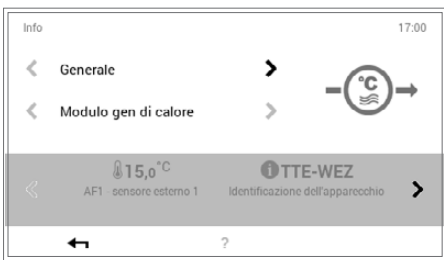 Info 17:00
Generale
Modulo gen di calore
°C
15,0°C TTE-WEZ
AF1 - sensore esterno 1 Identificazione dell'apparecchio
?